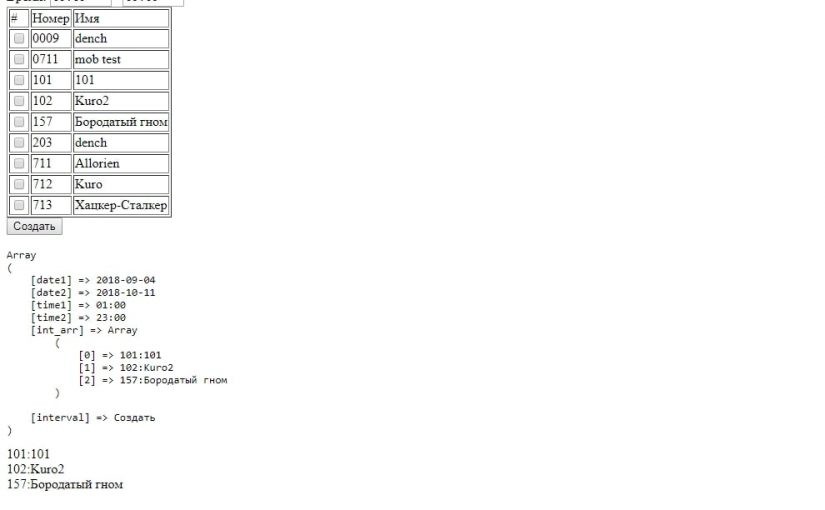 # Номер Имя
0009 dench
0711 mob test
101 101
102 Kuro2
157 Бородатый гном
203 dench
711 Allorien
712 Kuro
713 Хацкер-Сталкер
Создать
Array
(
[date1] => 2018-09-04
[date2] => 2018-10-11
[time1] => 01:00
[time2] => 23:00
[int_arr] => Array
(
[0] => 101:101
[1] => 102:Kuro2
[2] => 157:Бородатый гном
)
[interval] => Создать
)
101:101
102:Kuro2
157:Бородатый гном